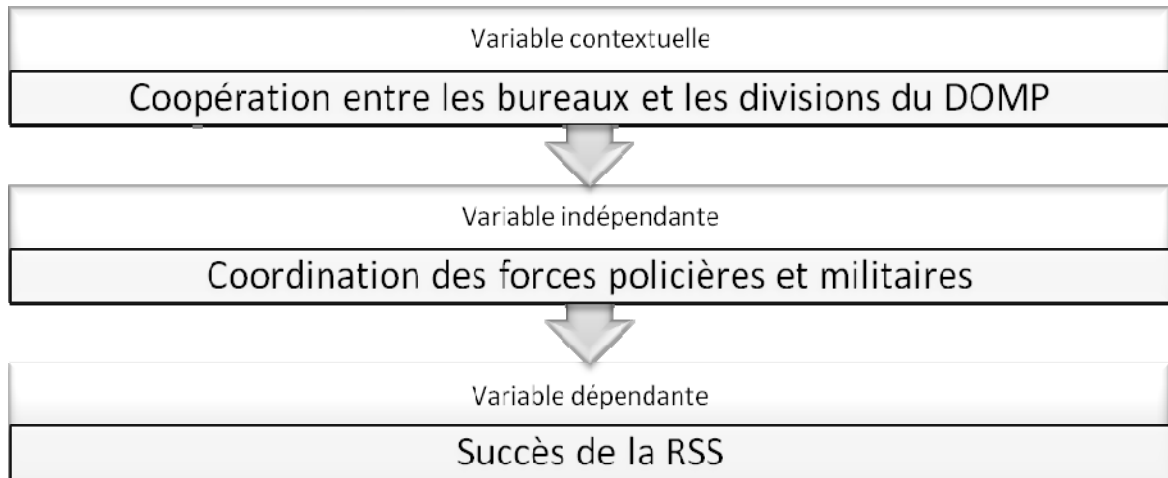 Variable contextuelle
Coopération entre les bureaux et les divisions du DOMP
Variable indépendante
Coordination des forces policières et militaires
Variable dépendante
Succès de la RSS